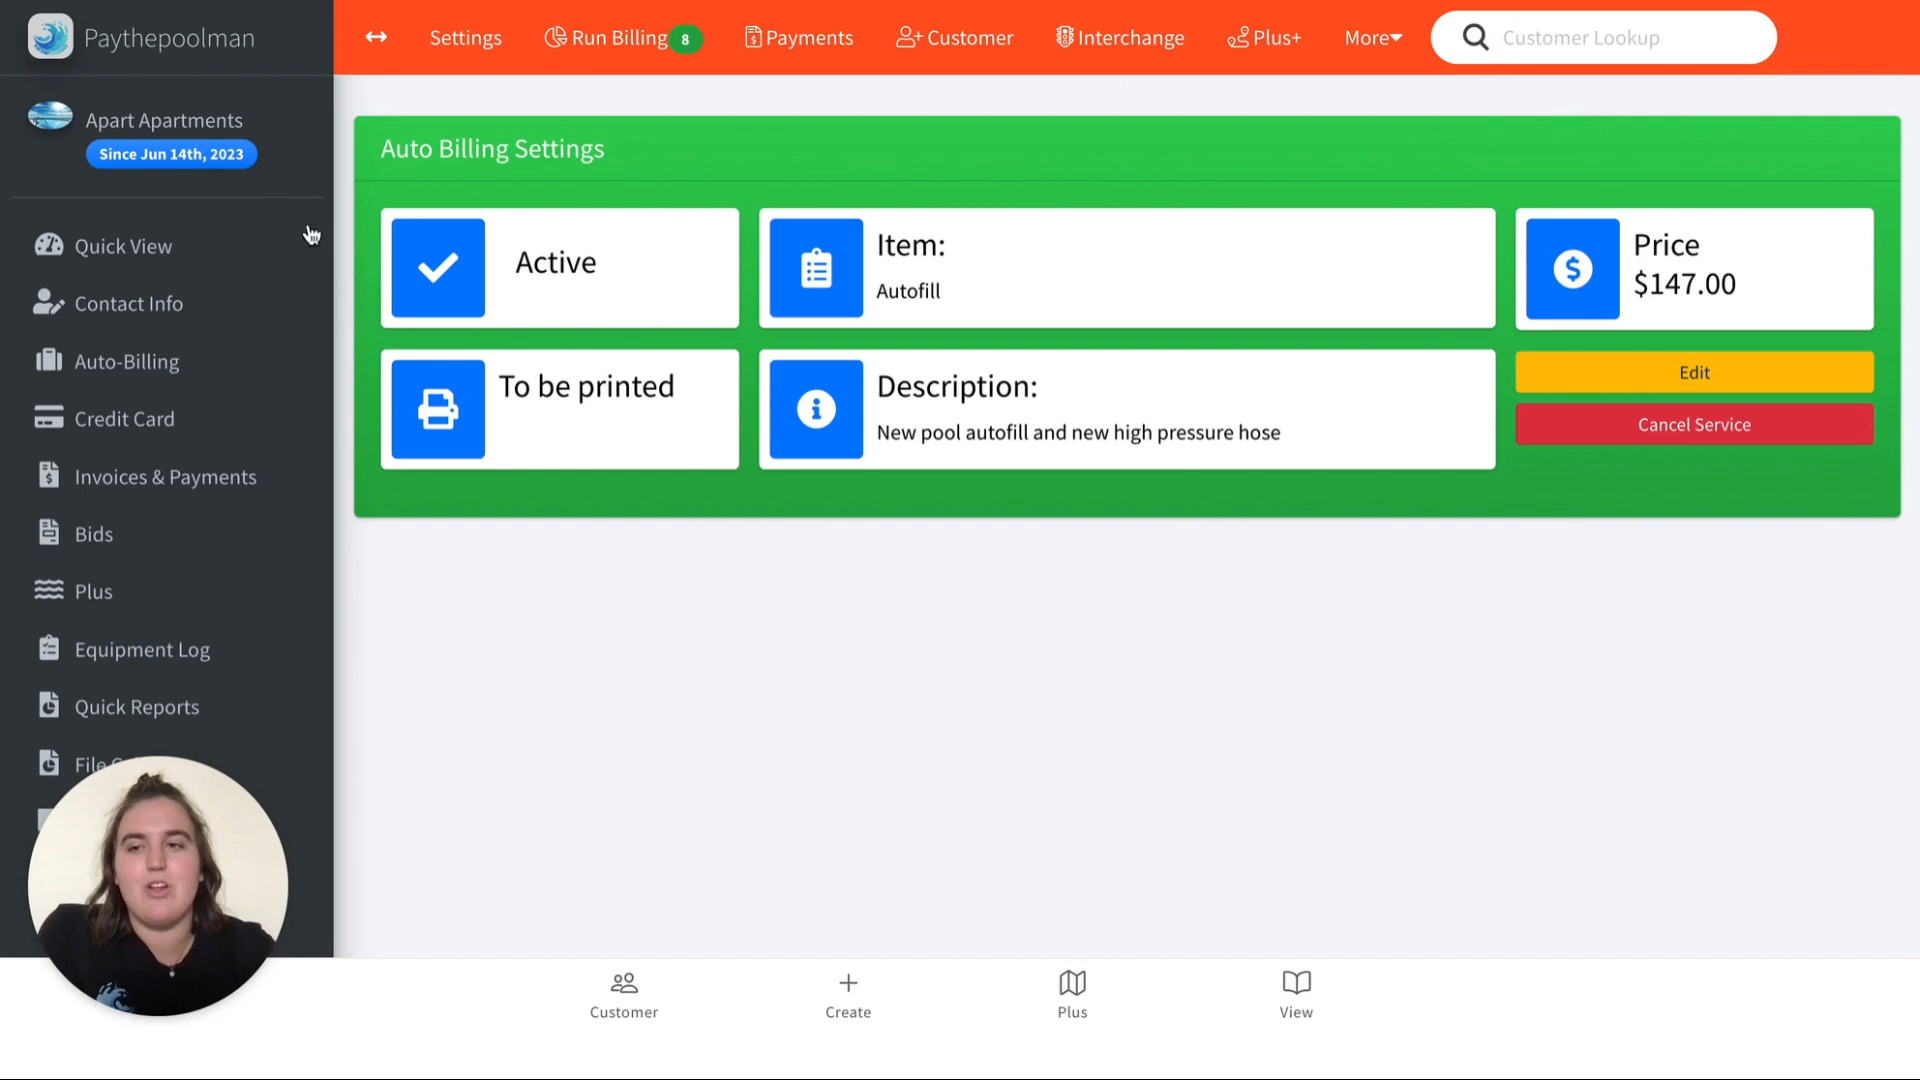 Paythepoolman
Settings
Run Billing 8
Payments
Customer
Interchange
Plus+
More
Customer Lookup
Apart Apartments
Since Jun 14th, 2023
Quick View
Contact Info
Auto-Billing
Credit Card
Invoices & Payments
Bids
Plus
Equipment Log
Quick Reports
File
Auto Billing Settings
Active
Item:
Autofill
Price
$147.00
To be printed
Description:
New pool autofill and new high pressure hose
Edit
Cancel Service
Customer
Create
Plus
View